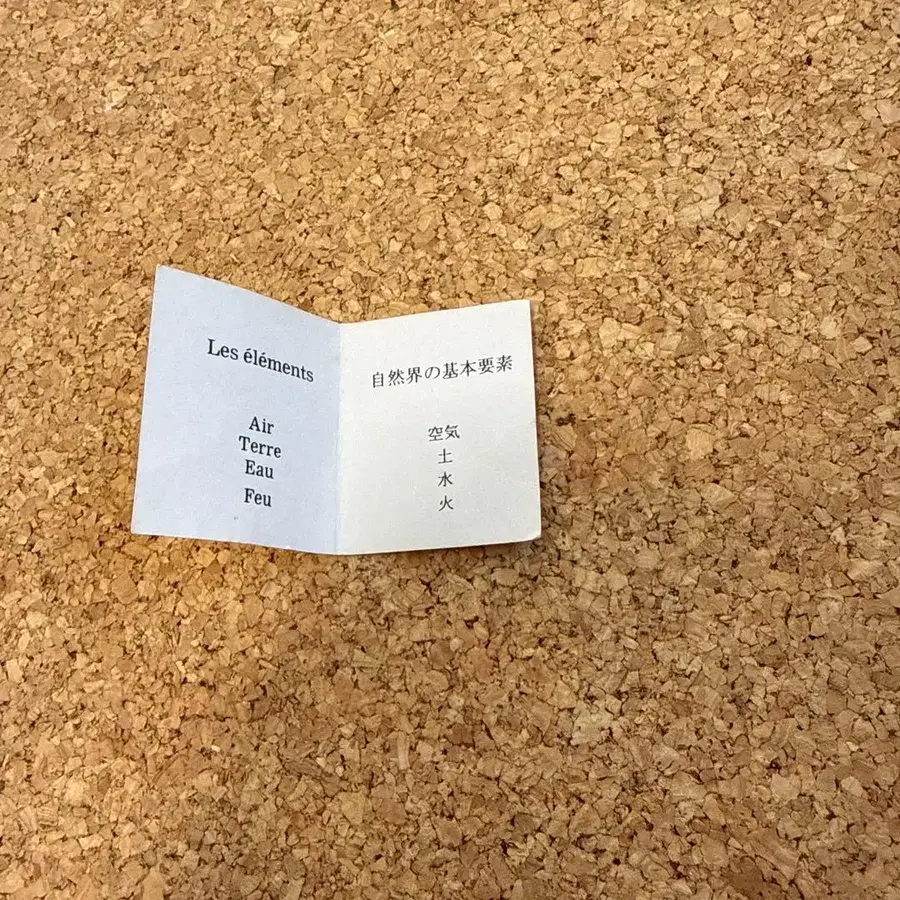 Les éléments
Air
Terre
Eau
Feu
自然界の基本要素
空気
土
水
火